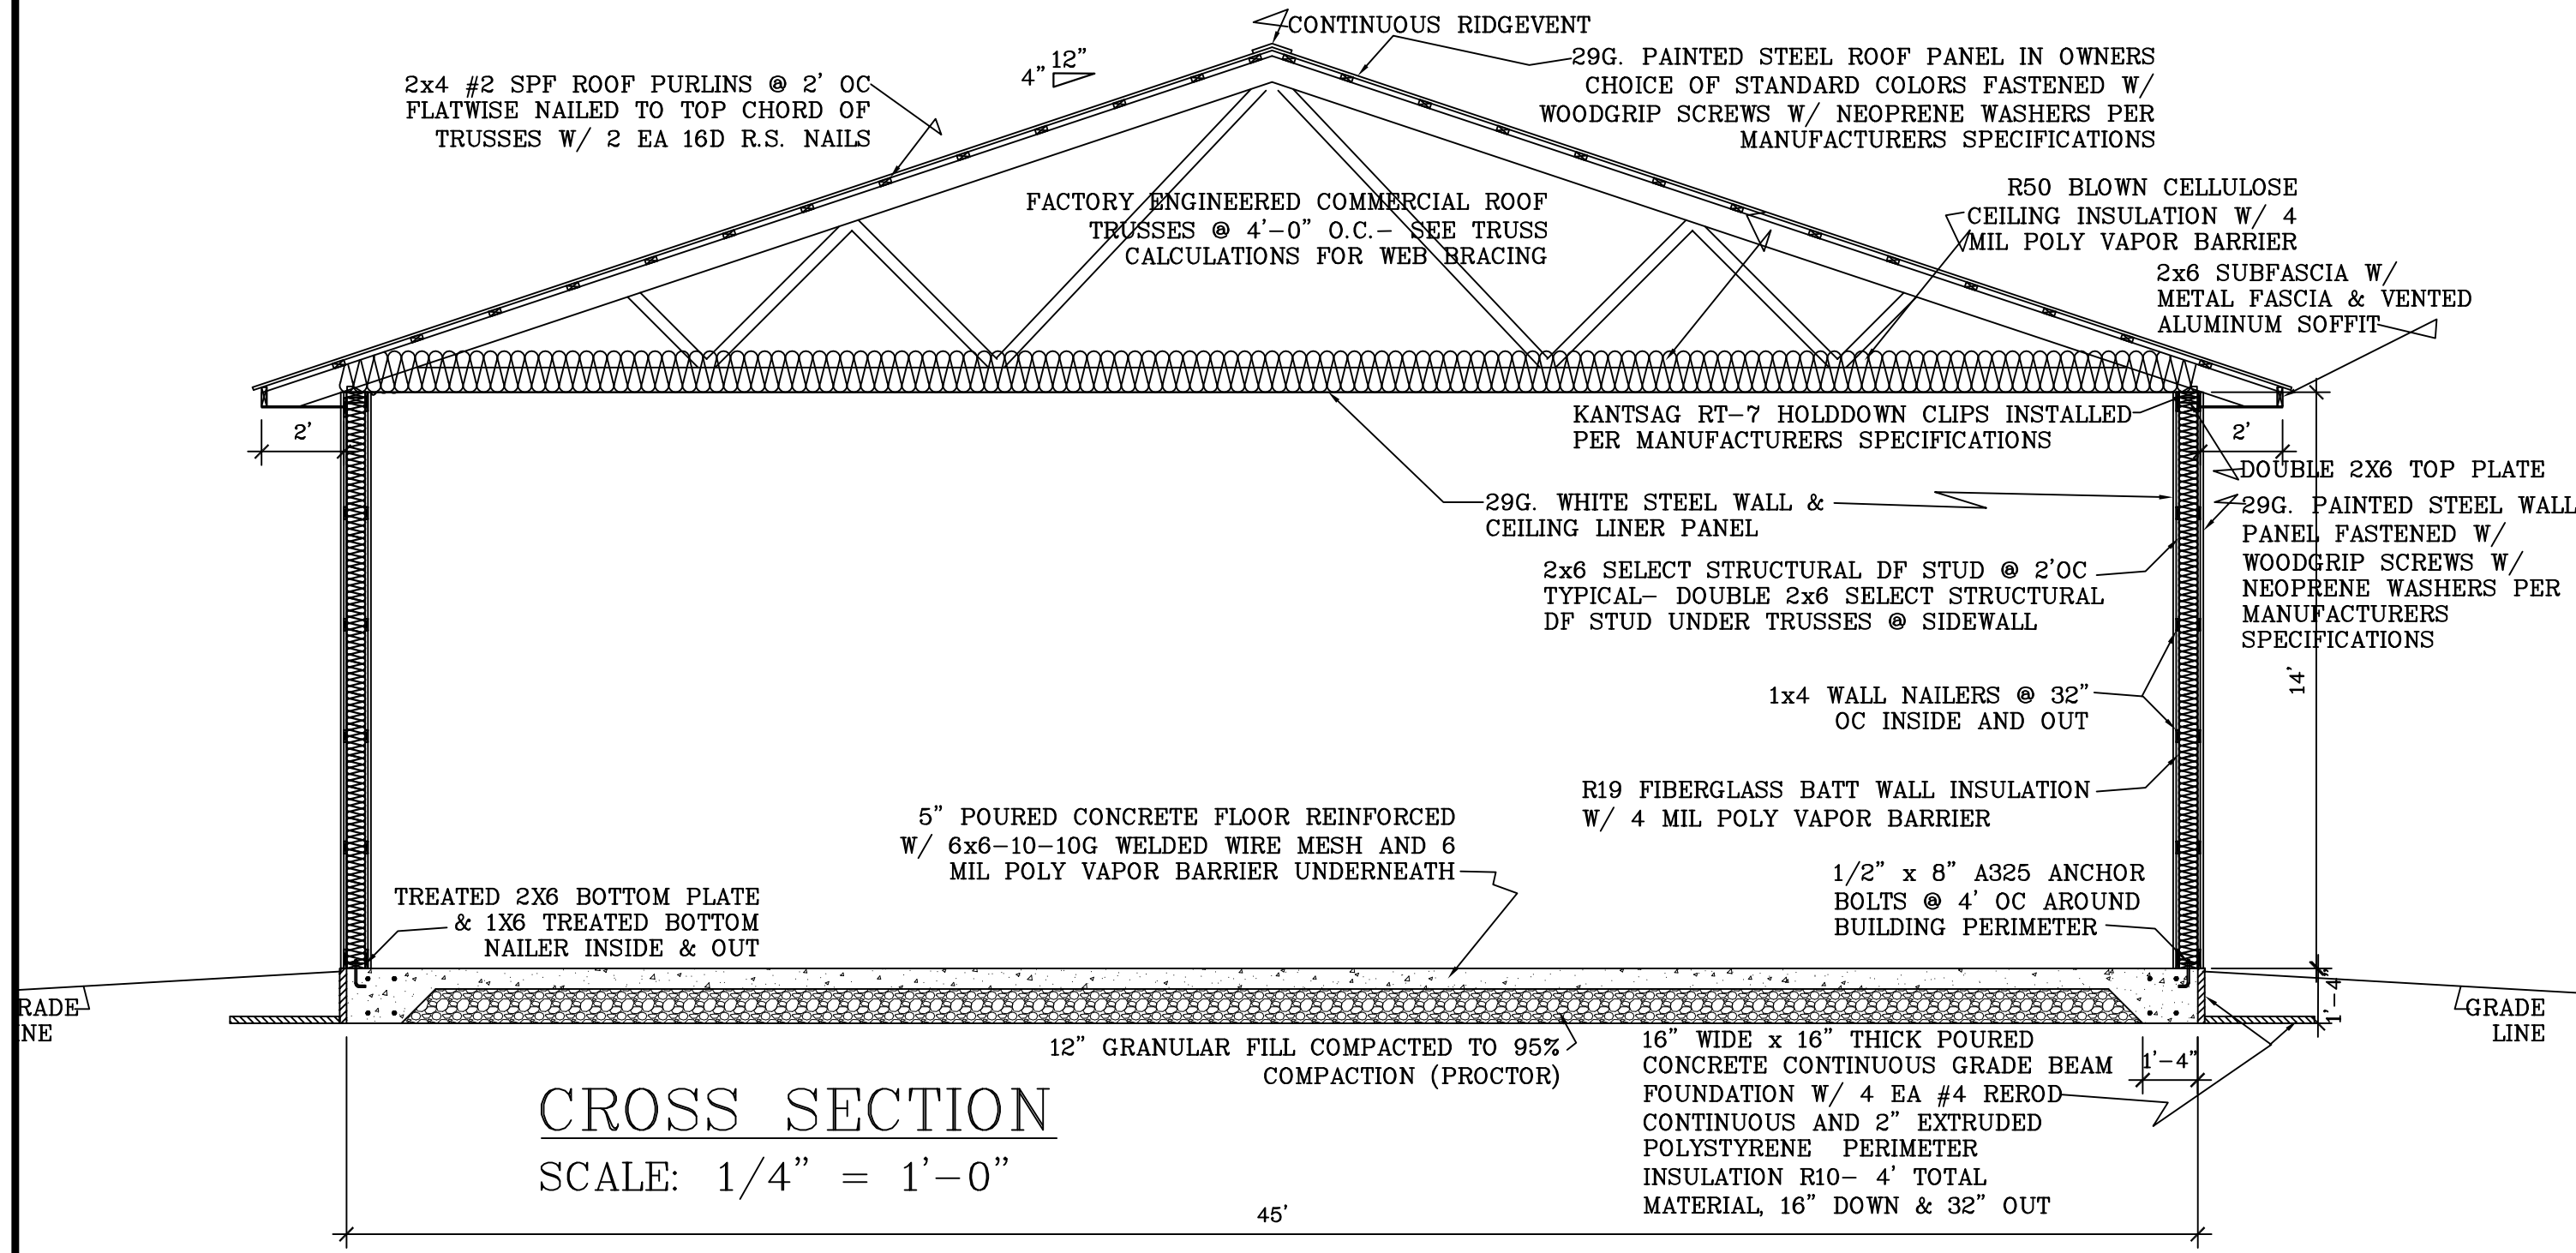 CONTINUOUS RIDGEVENT
12"
4"
2x4 #2 SPF ROOF PURLINS @ 2' OC
FLATWISE NAILED TO TOP CHORD OF
TRUSSES W/ 2 EA 16D R.S. NAILS
29G. PAINTED STEEL ROOF PANEL IN OWNERS
CHOICE OF STANDARD COLORS FASTENED W/
WOODGRIP SCREWS W/ NEOPRENE WASHERS PER
MANUFACTURERS SPECIFICATIONS
FACTORY ENGINEERED COMMERCIAL ROOF
TRUSSES @ 4'-0" O.C.- SEE TRUSS
CALCULATIONS FOR WEB BRACING
R50 BLOWN CELLULOSE
CEILING INSULATION W/ 4
MIL POLY VAPOR BARRIER
2x6 SUBFASCIA W/
METAL FASCIA & VENTED
ALUMINUM SOFFIT
2'
KANTSAG RT-7 HOLDDOWN CLIPS INSTALLED
PER MANUFACTURERS SPECIFICATIONS
2'
DOUBLE 2X6 TOP PLATE
29G. WHITE STEEL WALL &
CEILING LINER PANEL
29G. PAINTED STEEL WALL
PANEL FASTENED W/
WOODGRIP SCREWS W/
NEOPRENE WASHERS PER
MANUFACTURERS
SPECIFICATIONS
2x6 SELECT STRUCTURAL DF STUD @ 2'OC
TYPICAL- DOUBLE 2x6 SELECT STRUCTURAL
DF STUD UNDER TRUSSES @ SIDEWALL
14'
1x4 WALL NAILERS @ 32"
OC INSIDE AND OUT
R19 FIBERGLASS BATT WALL INSULATION
W/ 4 MIL POLY VAPOR BARRIER
5" POURED CONCRETE FLOOR REINFORCED
W/ 6x6-10-10G WELDED WIRE MESH AND 6
MIL POLY VAPOR BARRIER UNDERNEATH
1/2" x 8" A325 ANCHOR
BOLTS @ 4' OC AROUND
BUILDING PERIMETER
TREATED 2X6 BOTTOM PLATE
& 1X6 TREATED BOTTOM
NAILER INSIDE & OUT
RADE
INE
GRADE
LINE
1'-4"
12" GRANULAR FILL COMPACTED TO 95%
COMPACTION (PROCTOR)
16" WIDE x 16" THICK POURED
CONCRETE CONTINUOUS GRADE BEAM
FOUNDATION W/ 4 EA #4 REROD
CONTINUOUS AND 2" EXTRUDED
POLYSTYRENE PERIMETER
INSULATION R10- 4' TOTAL
MATERIAL, 16" DOWN & 32" OUT
1'-4"
CROSS SECTION
SCALE: 1/4" = 1'-0"
45'